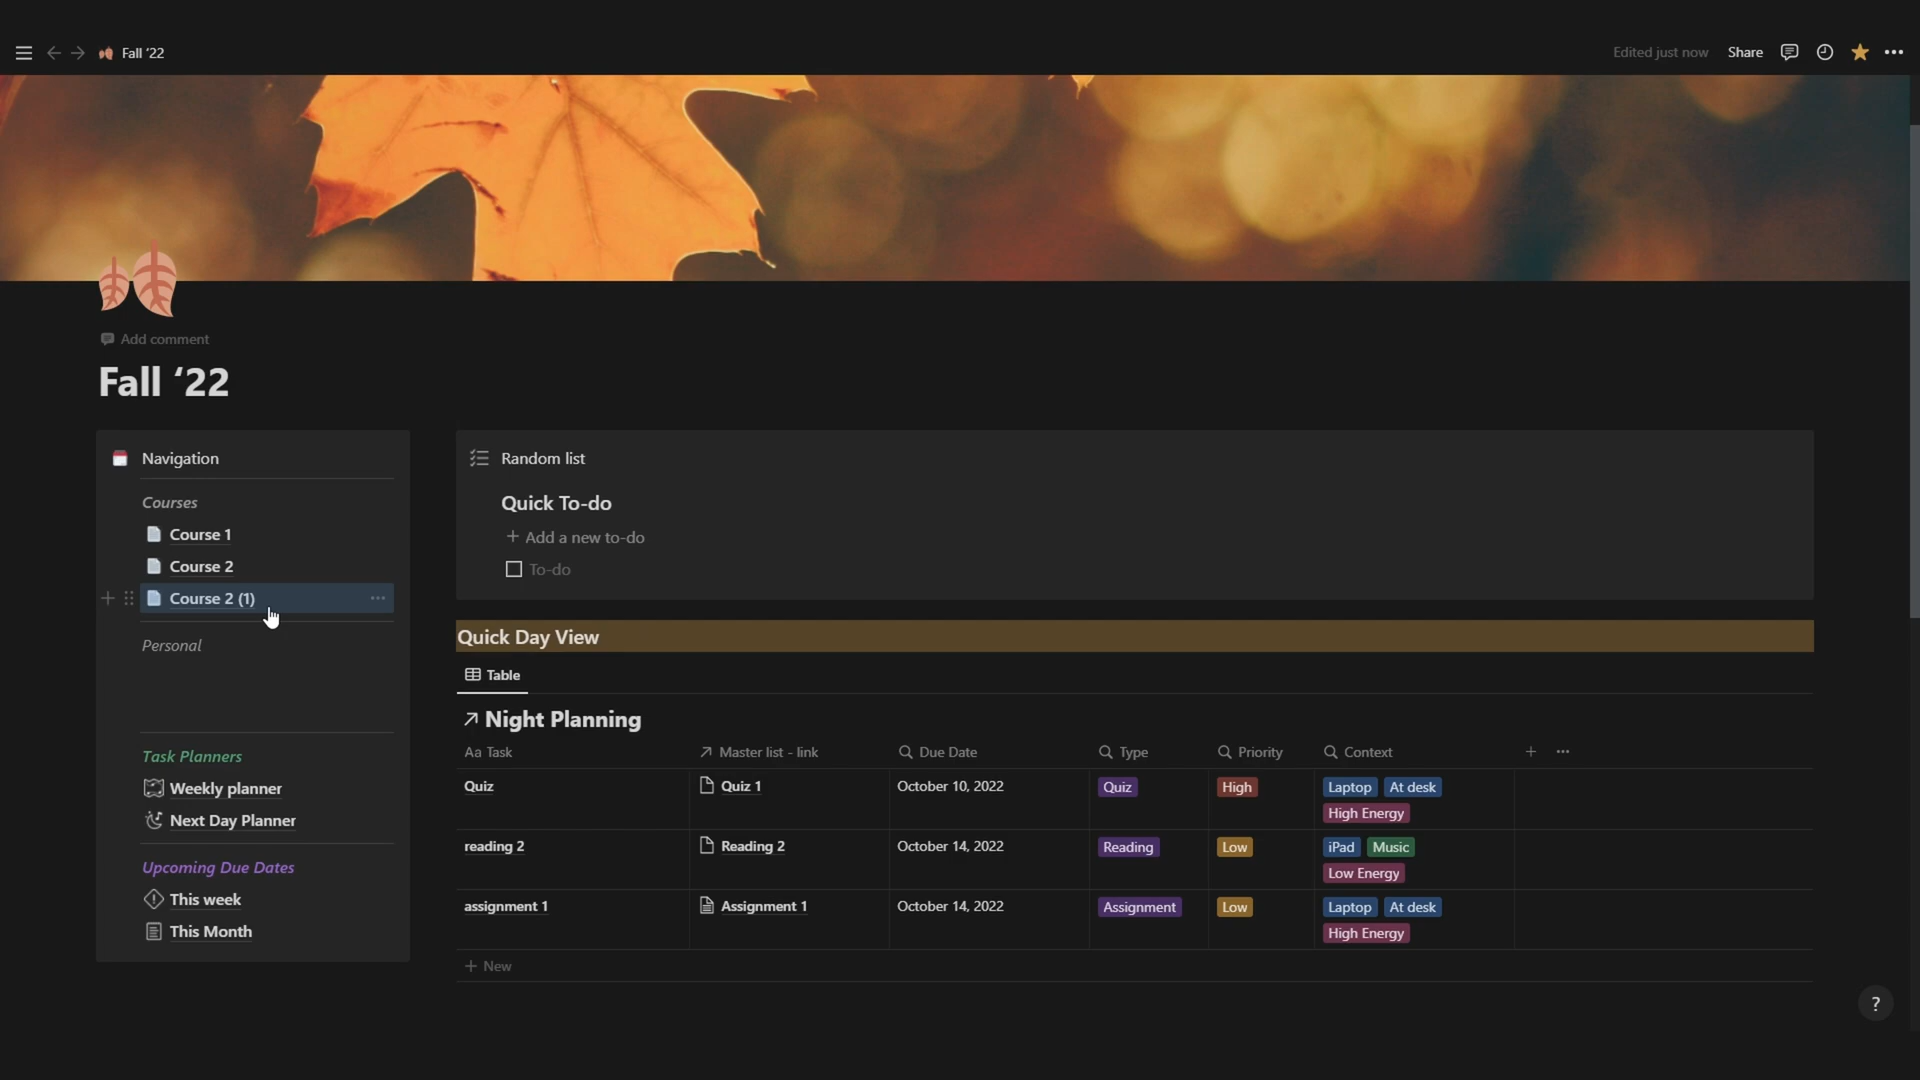 Fall ‘22
Edited just now Share
Add comment
Fall ‘22
Navigation
Courses
Course 1
Course 2
Course 2 (1)
Personal
Task Planners
Weekly planner
Next Day Planner
Upcoming Due Dates
This week
This Month
Random list
Quick To-do
+ Add a new to-do
To-do
Quick Day View
Table
Night Planning
Aa Task Master list - link Due Date Type Priority Context
Quiz Quiz 1 October 10, 2022 Quiz High Laptop At desk
High Energy
reading 2 Reading 2 October 14, 2022 Reading Low iPad Music
Low Energy
assignment 1 Assignment 1 October 14, 2022 Assignment Low Laptop At desk
High Energy
+ New
?